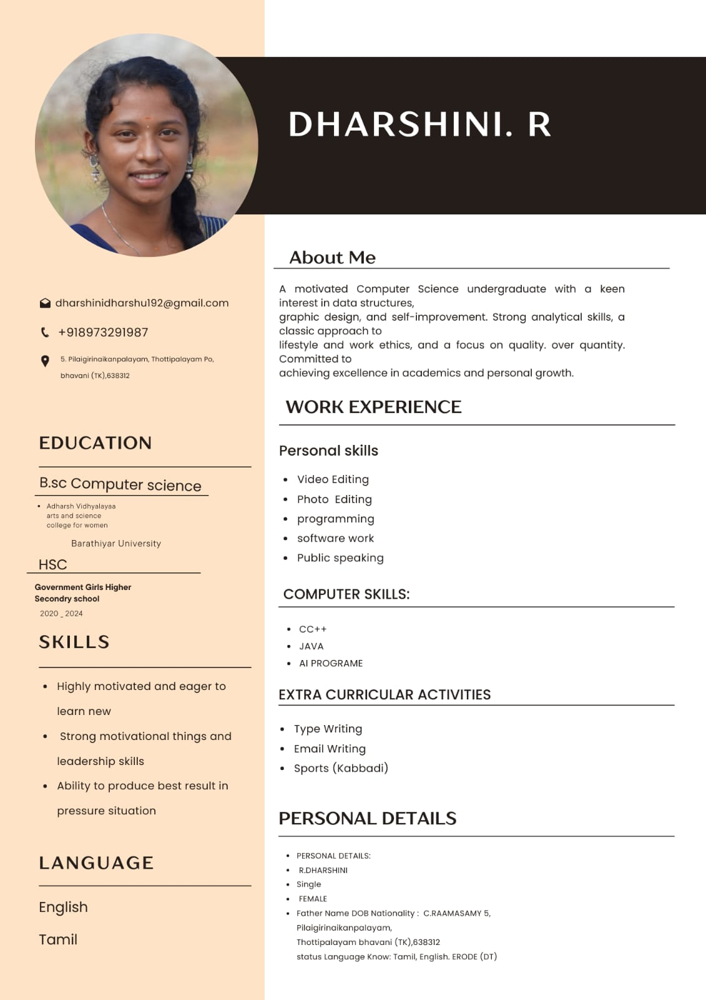 DHARSHINI. R
dharshinidharshu192@gmail.com
+918973291987
5. Pilaigirinaikanpalayam, Thottipalayam Po,
bhavani (TK),638312
EDUCATION
B.sc Computer science
Adharsh Vidhyalayaa
arts and science
college for women
Barathiyar University
HSC
Government Girls Higher
Secondry school
2020 _ 2024
SKILLS
Highly motivated and eager to
learn new
Strong motivational things and
leadership skills
Ability to produce best result in
pressure situation
LANGUAGE
English
Tamil
About Me
A motivated Computer Science undergraduate with a keen
interest in data structures,
graphic design, and self-improvement. Strong analytical skills, a
classic approach to
lifestyle and work ethics, and a focus on quality. over quantity.
Committed to
achieving excellence in academics and personal growth.
WORK EXPERIENCE
Personal skills
Video Editing
Photo Editing
programming
software work
Public speaking
COMPUTER SKILLS:
CC++
JAVA
AI PROGRAME
EXTRA CURRICULAR ACTIVITIES
Type Writing
Email Writing
Sports (Kabbadi)
PERSONAL DETAILS
PERSONAL DETAILS:
R.DHARSHINI
Single
FEMALE
Father Name DOB Nationality : C.RAAMASAMY 5,
Pilaigirinaikanpalayam,
Thottipalayam bhavani (TK),638312
status Language Know: Tamil, English. ERODE (DT)